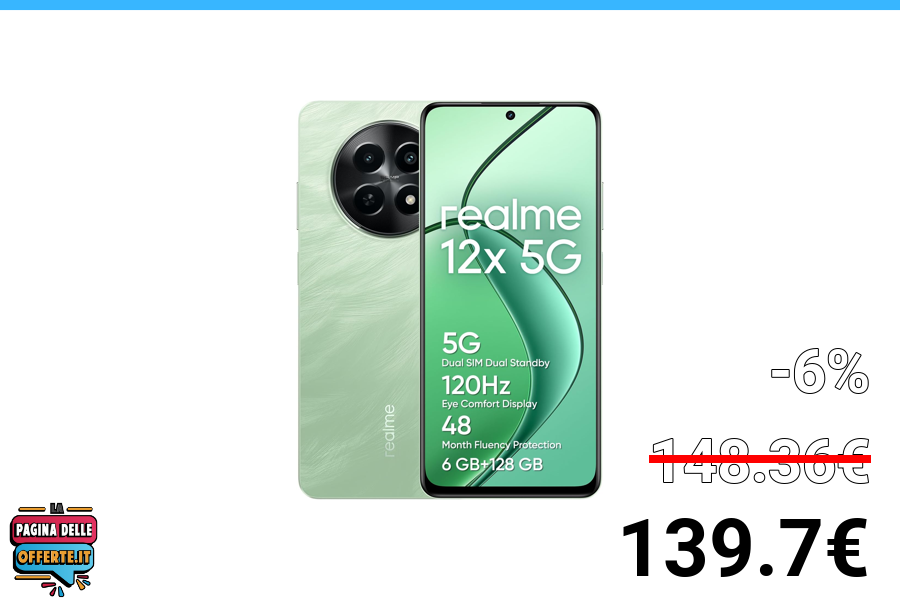 realme
12x 5G
5G
Dual SIM Dual Standby
120Hz
Eye Comfort Display
48
Month Fluency Protection
6 GB+128 GB
realme
-6%
148.36€
139.7€
LA
PAGINA DELLE
OFFERTE.IT